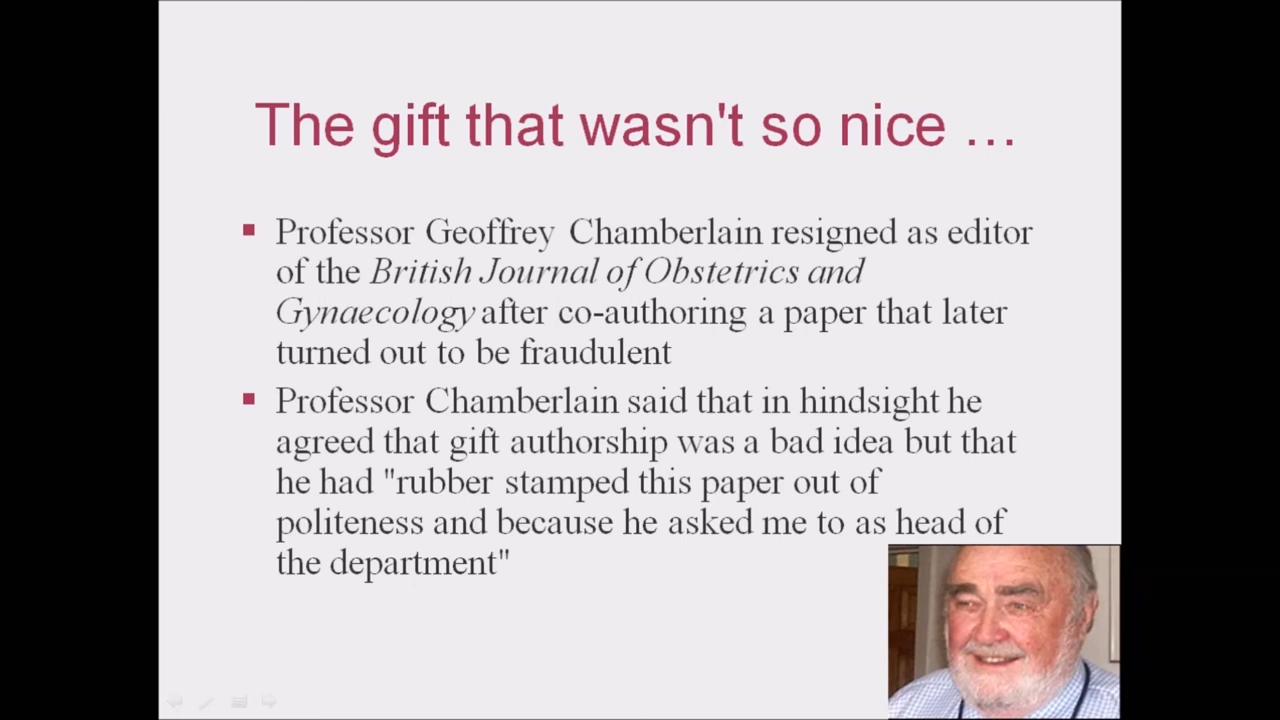 The gift that wasn't so nice …
Professor Geoffrey Chamberlain resigned as editor
of the British Journal of Obstetrics and
Gynaecology after co-authoring a paper that later
turned out to be fraudulent
Professor Chamberlain said that in hindsight he
agreed that gift authorship was a bad idea but that
he had "rubber stamped this paper out of
politeness and because he asked me to as head of
the department"